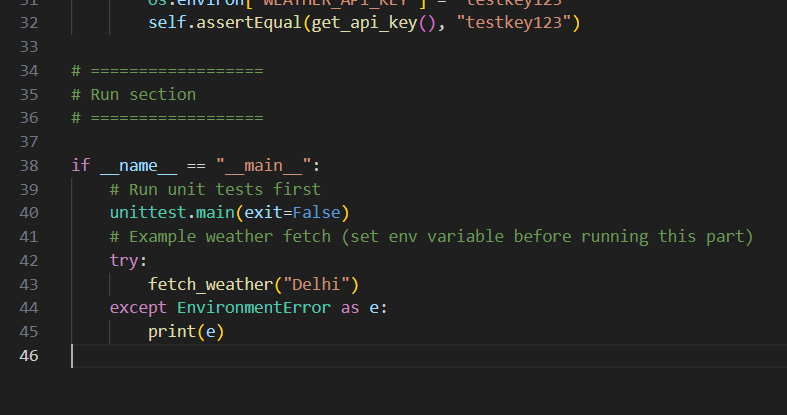 31 os.environ["WEATHER_API_KEY"] = "testkey123"
32 self.assertEqual(get_api_key(), "testkey123")
33
34 # ==================
35 # Run section
36 # ==================
37
38 if __name__ == "__main__":
39 # Run unit tests first
40 unittest.main(exit=False)
41 # Example weather fetch (set env variable before running this part)
42 try:
43 fetch_weather("Delhi")
44 except EnvironmentError as e:
45 print(e)
46